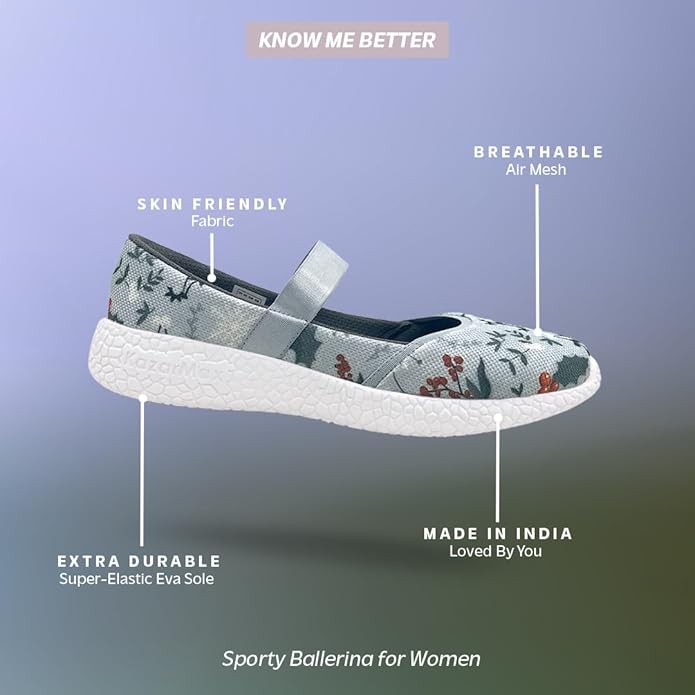 KNOW ME BETTER
BREATHABLE
Air Mesh
SKIN FRIENDLY
Fabric
KazarMax
MADE IN INDIA
Loved By You
EXTRA DURABLE
Super-Elastic Eva Sole
Sporty Ballerina for Women